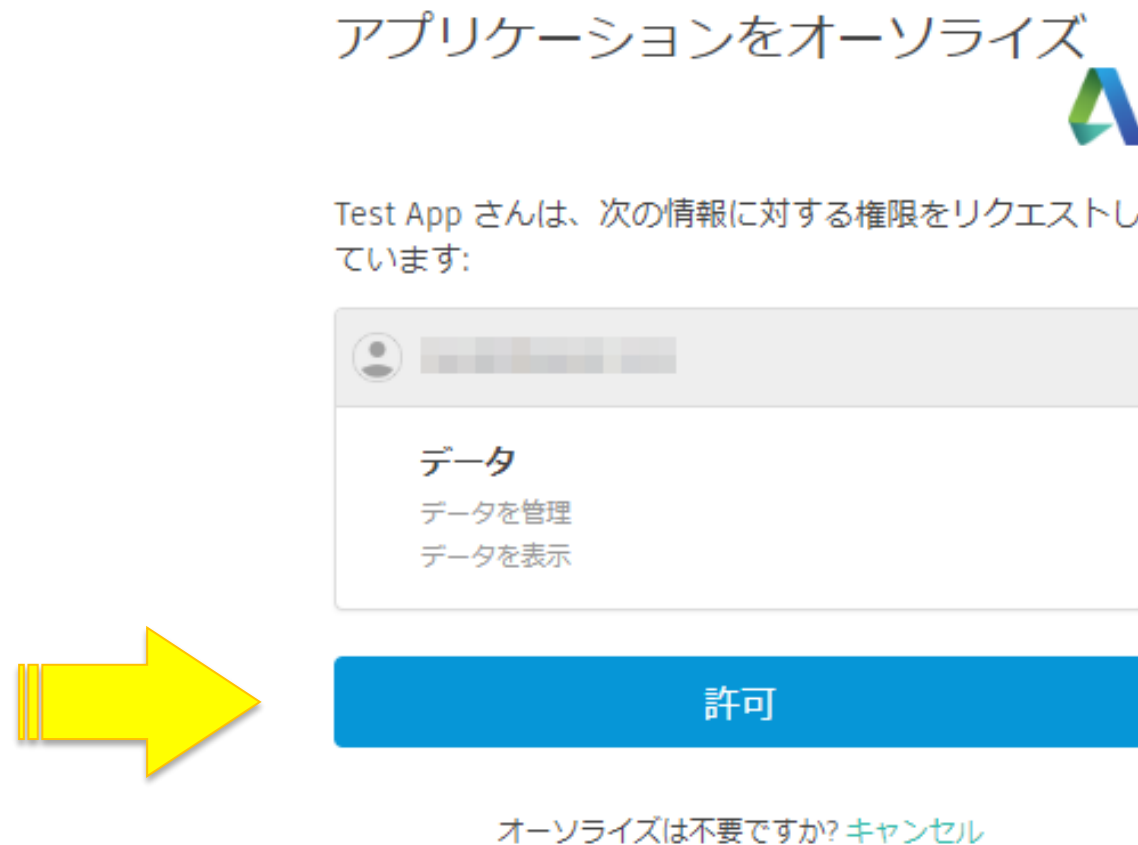 アプリケーションをオーソライズ
Test App さんは、次の情報に対する権限をリクエストし
ています:
データ
データを管理
データを表示
許可
オーソライズは不要ですか? キャンセル